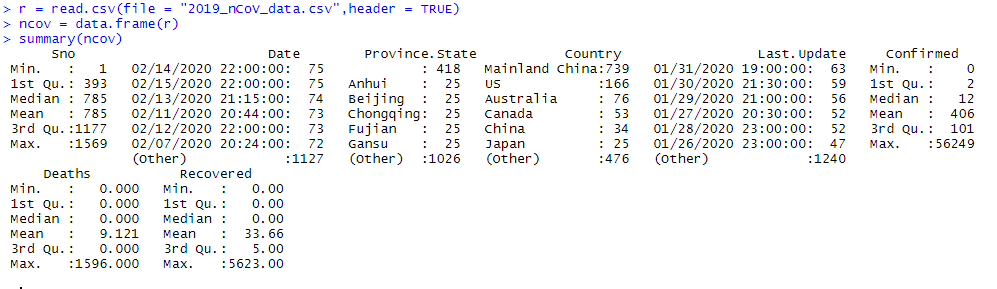 > r = read.csv(file = "2019_nCoV_data.csv",header = TRUE)
> ncov = data.frame(r)
> summary(ncov)
Sno Date Province.State Country Last.Update Confirmed
Min. : 1 02/14/2020 22:00:00: 75 : 418 Mainland China:739 01/31/2020 19:00:00: 63 Min. : 0
1st Qu.: 393 02/15/2020 22:00:00: 75 Anhui : 25 US :166 01/30/2020 21:30:00: 59 1st Qu.: 2
Median : 785 02/13/2020 21:15:00: 74 Beijing : 25 Australia : 76 01/29/2020 21:00:00: 56 Median : 12
Mean : 785 02/11/2020 20:44:00: 73 Chongqing: 25 Canada : 53 01/27/2020 20:30:00: 52 Mean : 406
3rd Qu.:1177 02/12/2020 22:00:00: 73 Fujian : 25 China : 34 01/28/2020 23:00:00: 52 3rd Qu.: 101
Max. :1569 02/07/2020 20:24:00: 72 Gansu : 25 Japan : 25 01/26/2020 23:00:00: 47 Max. :56249
(Other) :1127 (Other) :1026 (Other) :476 (Other) :1240
Deaths Recovered
Min. : 0.000 Min. : 0.00
1st Qu.: 0.000 1st Qu.: 0.00
Median : 0.000 Median : 0.00
Mean : 9.121 Mean : 33.66
3rd Qu.: 0.000 3rd Qu.: 5.00
Max. :1596.000 Max. :5623.00